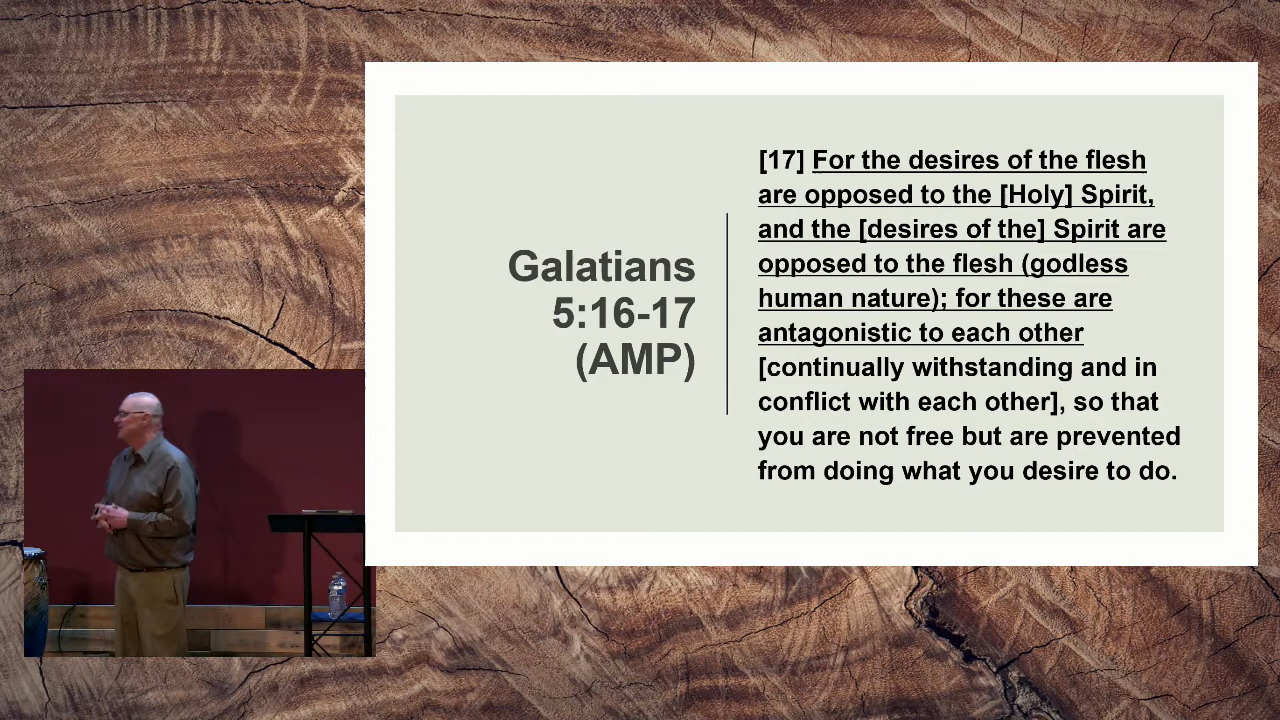 Galatians
5:16-17
(AMP)
[17] For the desires of the flesh
are opposed to the [Holy] Spirit,
and the [desires of the] Spirit are
opposed to the flesh (godless
human nature); for these are
antagonistic to each other
[continually withstanding and in
conflict with each other], so that
you are not free but are prevented
from doing what you desire to do.